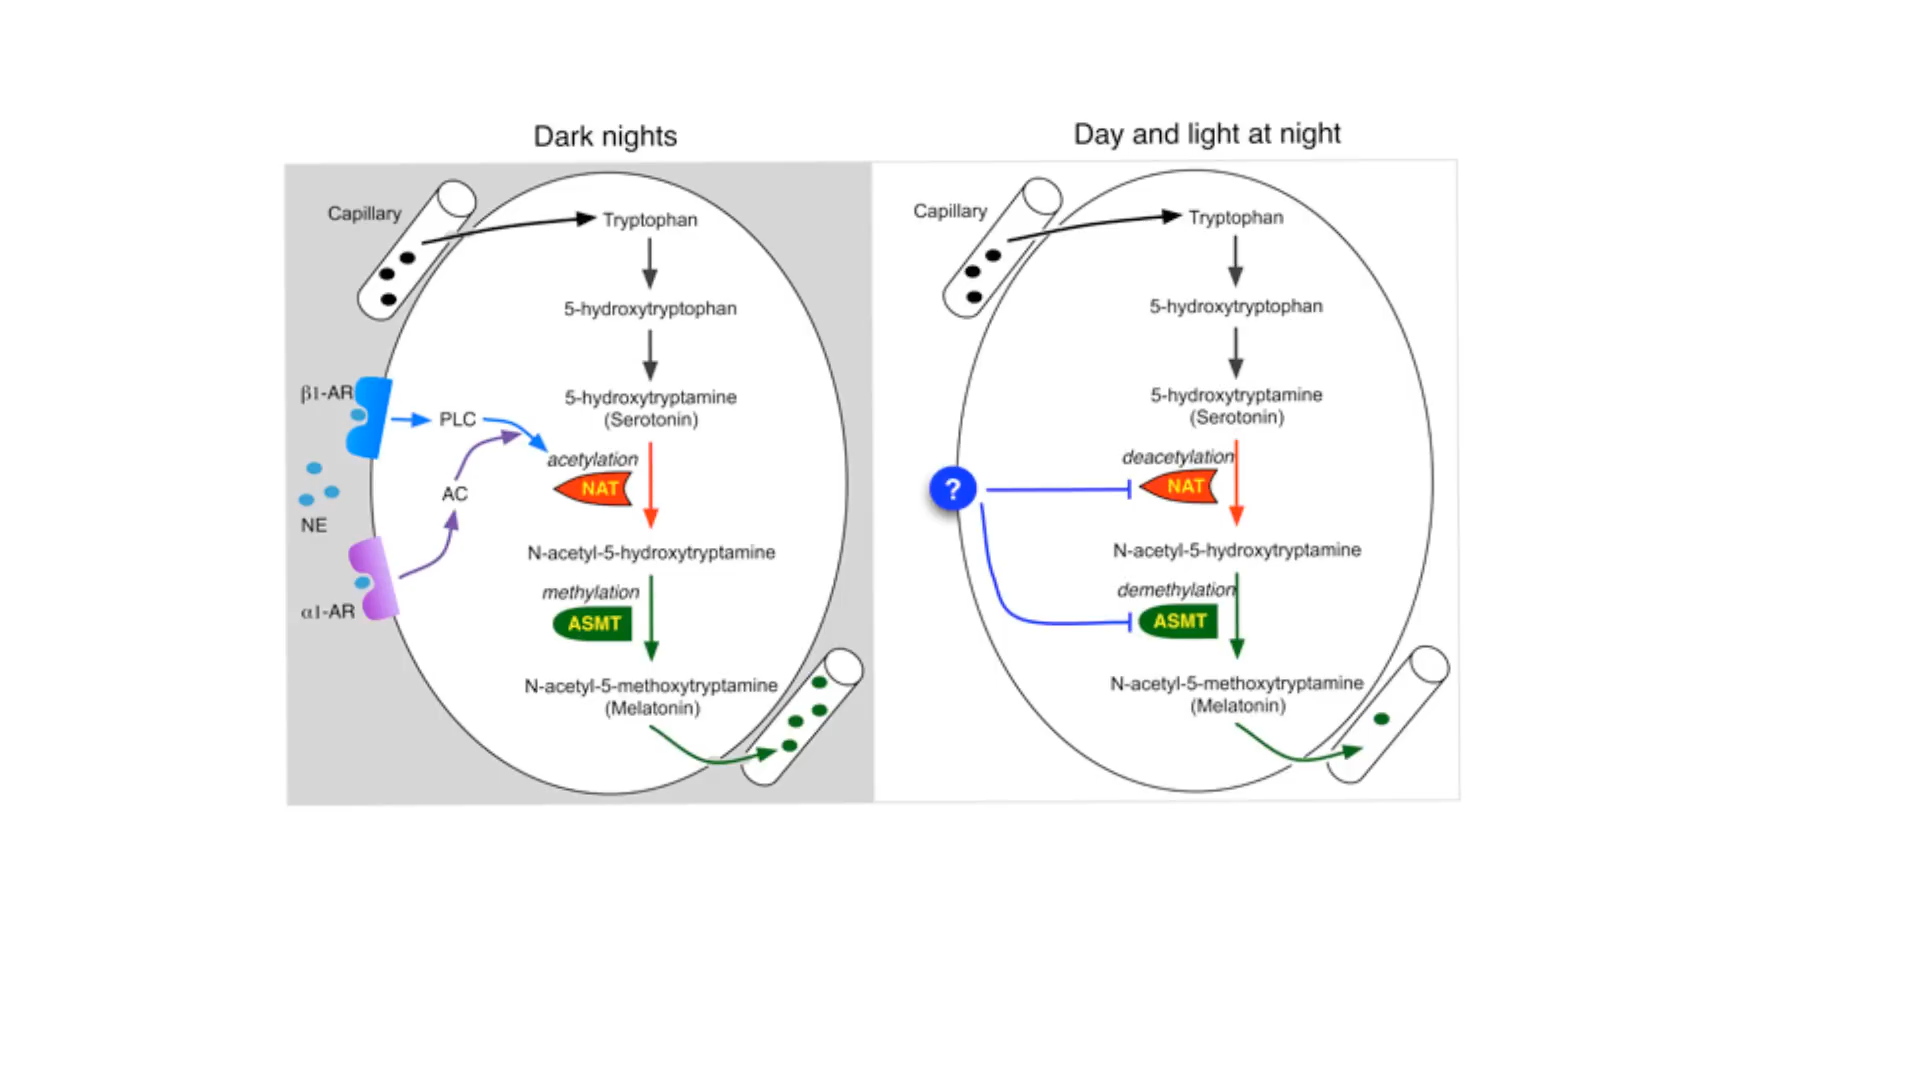 Dark nights
Capillary
Tryptophan
5-hydroxytryptophan
β1-AR
PLC
5-hydroxytryptamine
(Serotonin)
acetylation
NAT
AC
NE
N-acetyl-5-hydroxytryptamine
methylation
α1-AR
ASMT
N-acetyl-5-methoxytryptamine
(Melatonin)
Day and light at night
Capillary
Tryptophan
5-hydroxytryptophan
5-hydroxytryptamine
(Serotonin)
deacetylation
?
NAT
N-acetyl-5-hydroxytryptamine
demethylation
ASMT
N-acetyl-5-methoxytryptamine
(Melatonin)